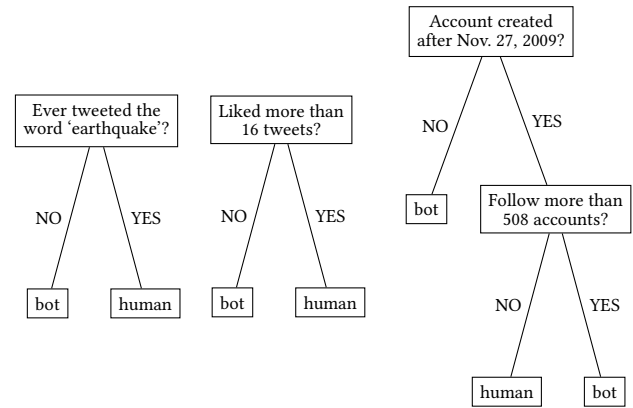 Ever tweeted the
word ‘earthquake’?
NO
YES
bot
human
Liked more than
16 tweets?
NO
YES
bot
human
Account created
after Nov. 27, 2009?
NO
YES
bot
Follow more than
508 accounts?
NO
YES
human
bot